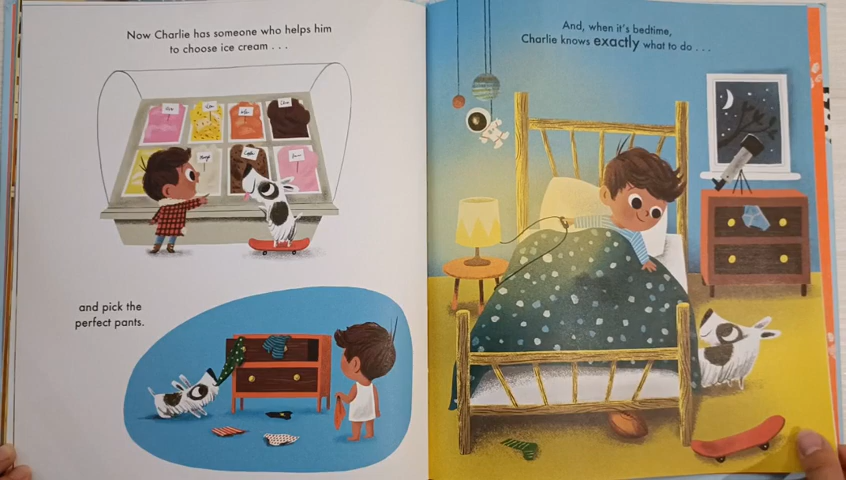 Now Charlie has someone who helps him
to choose ice cream . . .
and pick the
perfect pants.
And, when it's bedtime,
Charlie knows exactly what to do . . .